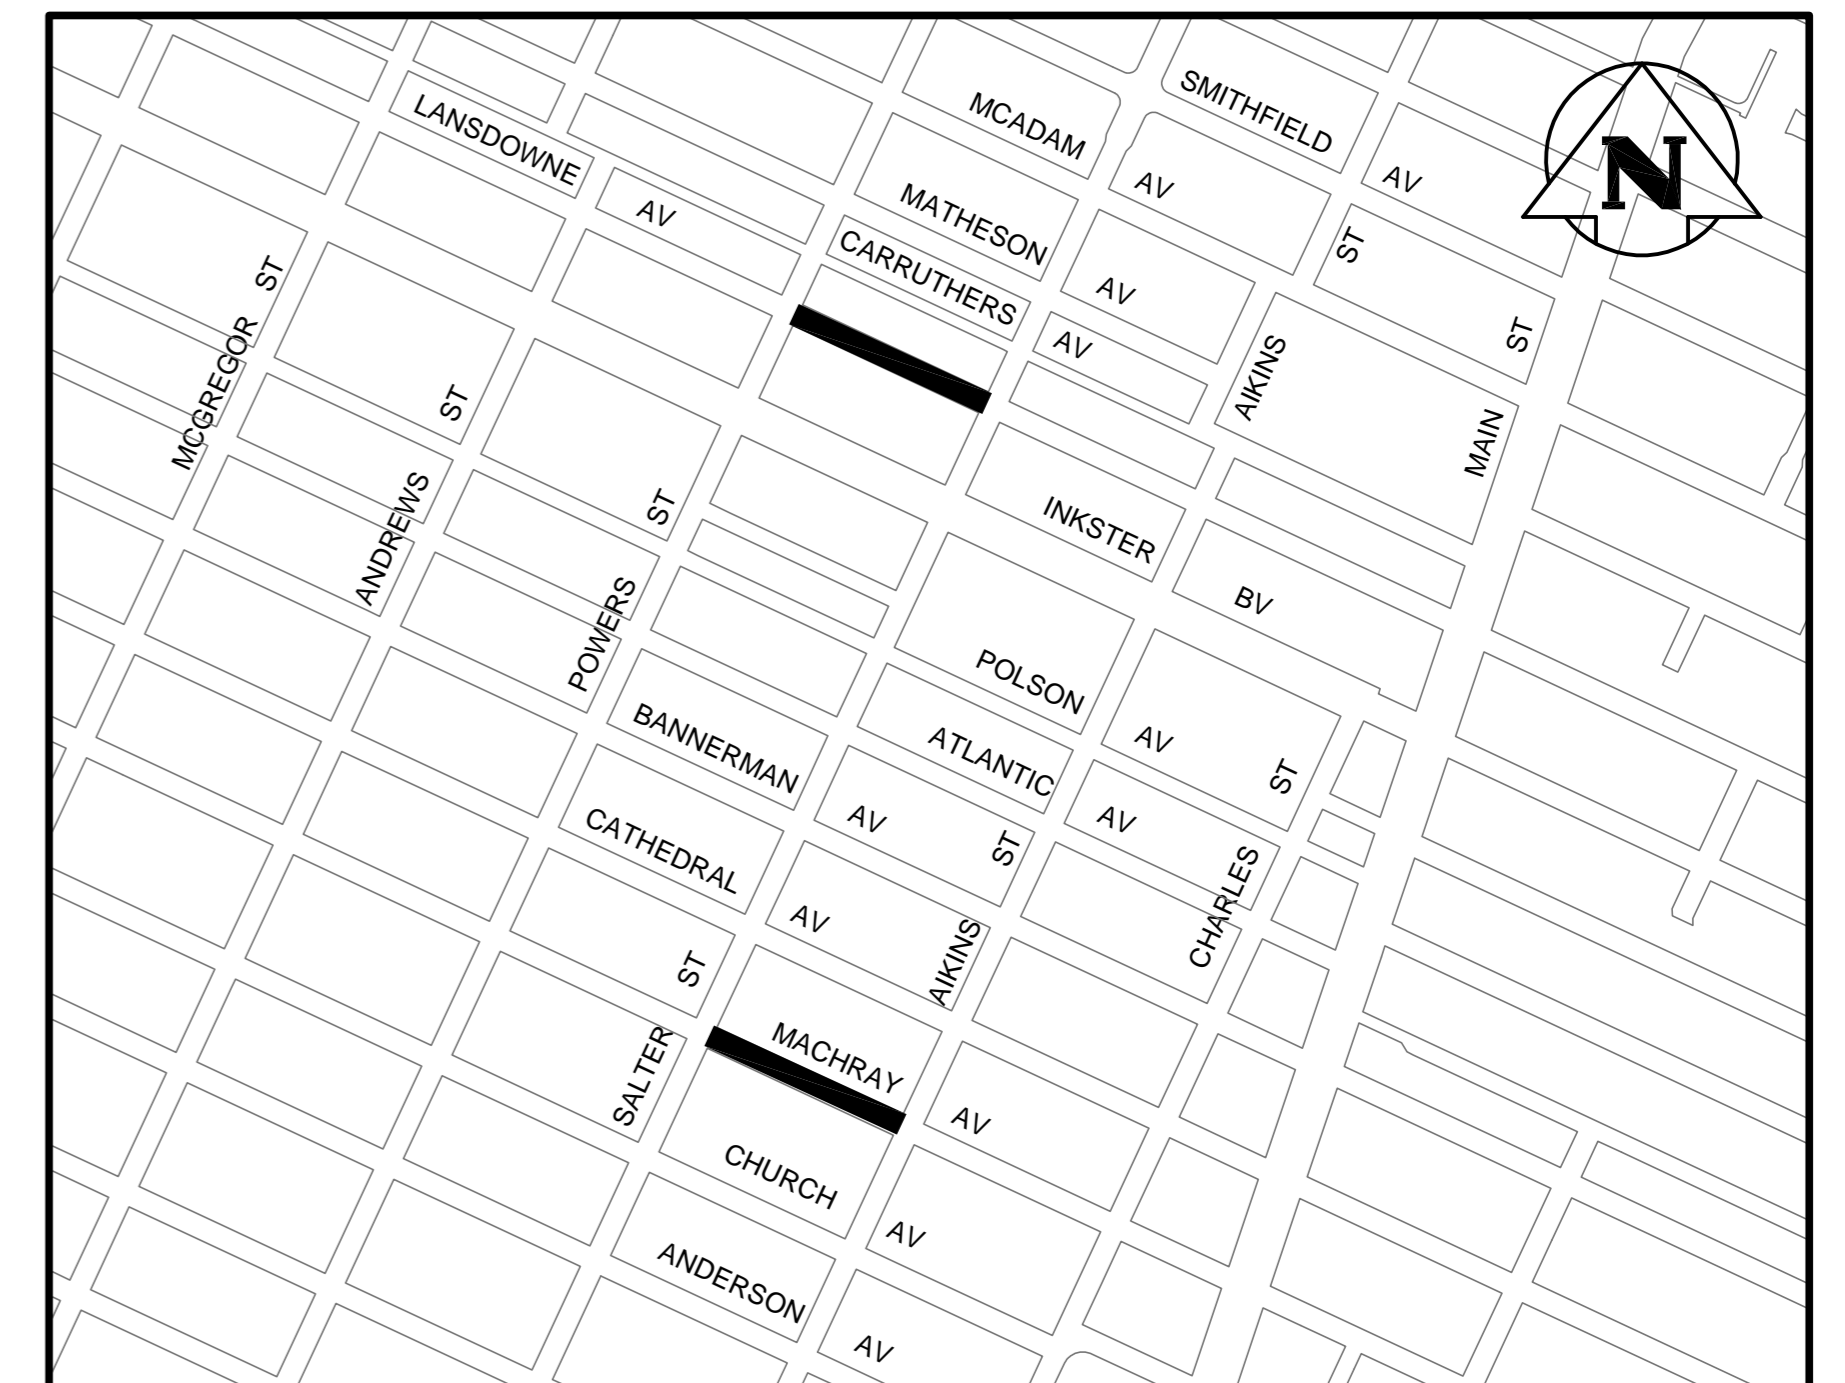 SMITHFIELD
AV
MCADAM
AV
LANSDOWNE
AV
MATHESON
AV
CARRUTHERS
AV
N
ST
ST
ST
MCGREGOR
AIKINS
MAIN
ST
ANDREWS
ST
POWERS
INKSTER
BV
POLSON
AV
ST
CHARLES
ATLANTIC
AV
BANNERMAN
AV
ST
AIKINS
CATHEDRAL
AV
ST
SALTER
MACHRAY
AV
CHURCH
AV
ANDERSON
AV